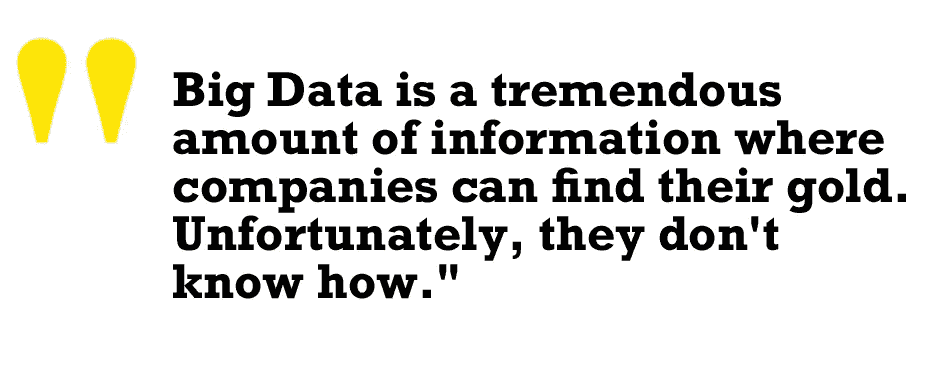 "Big Data is a tremendous
amount of information where
companies can find their gold.
Unfortunately, they don't
know how."